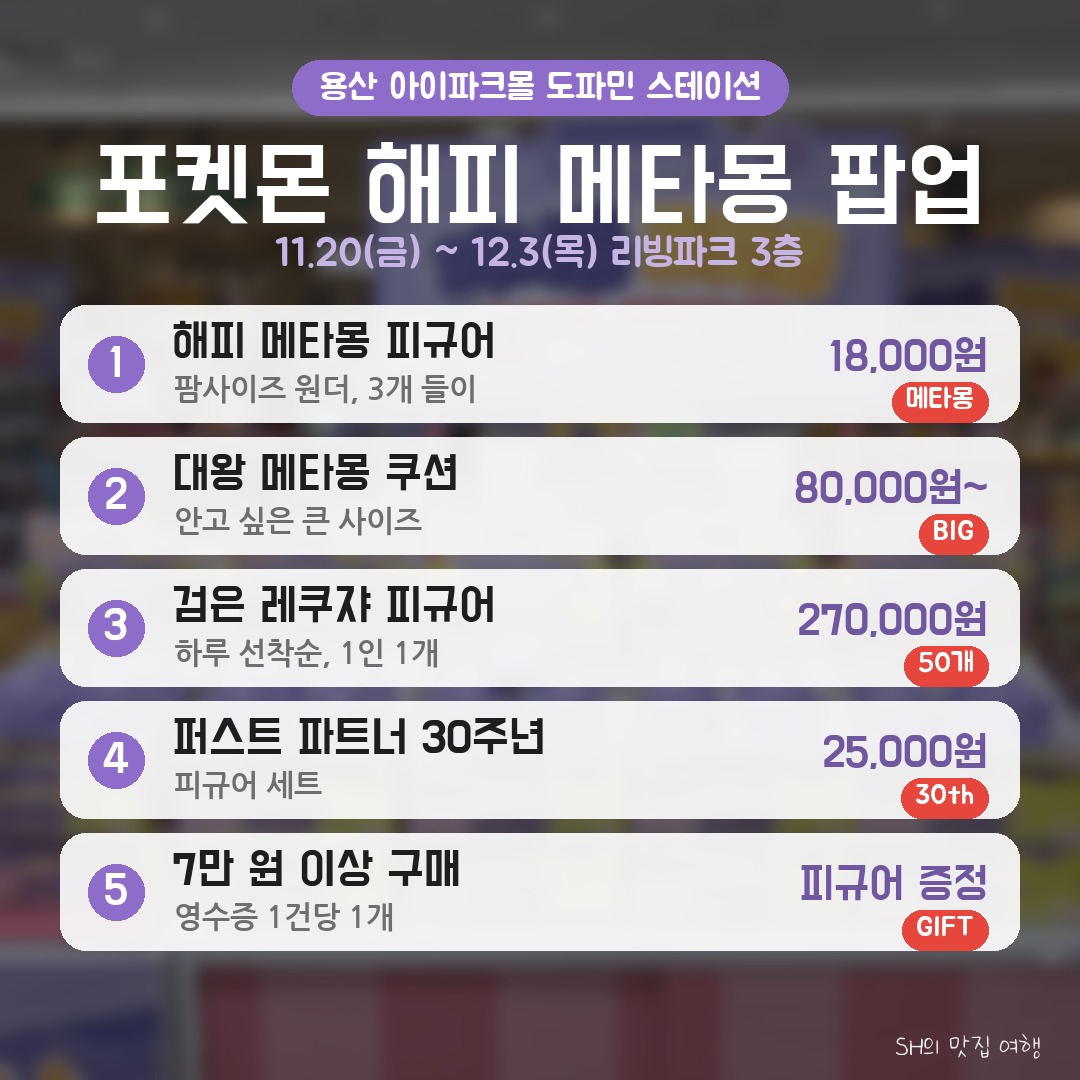 용산 아이파크몰 도파민 스테이션
포켓몬 해피 메타몽 팝업
11.20(금) ~ 12.3(목) 리빙파크 3층
1
해피 메타몽 피규어
팜사이즈 원더, 3개 들이
18,000원
메타몽
2
대왕 메타몽 쿠션
안고 싶은 큰 사이즈
80,000원~
BIG
3
검은 레쿠쟈 피규어
하루 선착순, 1인 1개
270,000원
50개
4
퍼스트 파트너 30주년
피규어 세트
25,000원
30th
5
7만 원 이상 구매
영수증 1건당 1개
피규어 증정
GIFT
SH의 맛집 여행